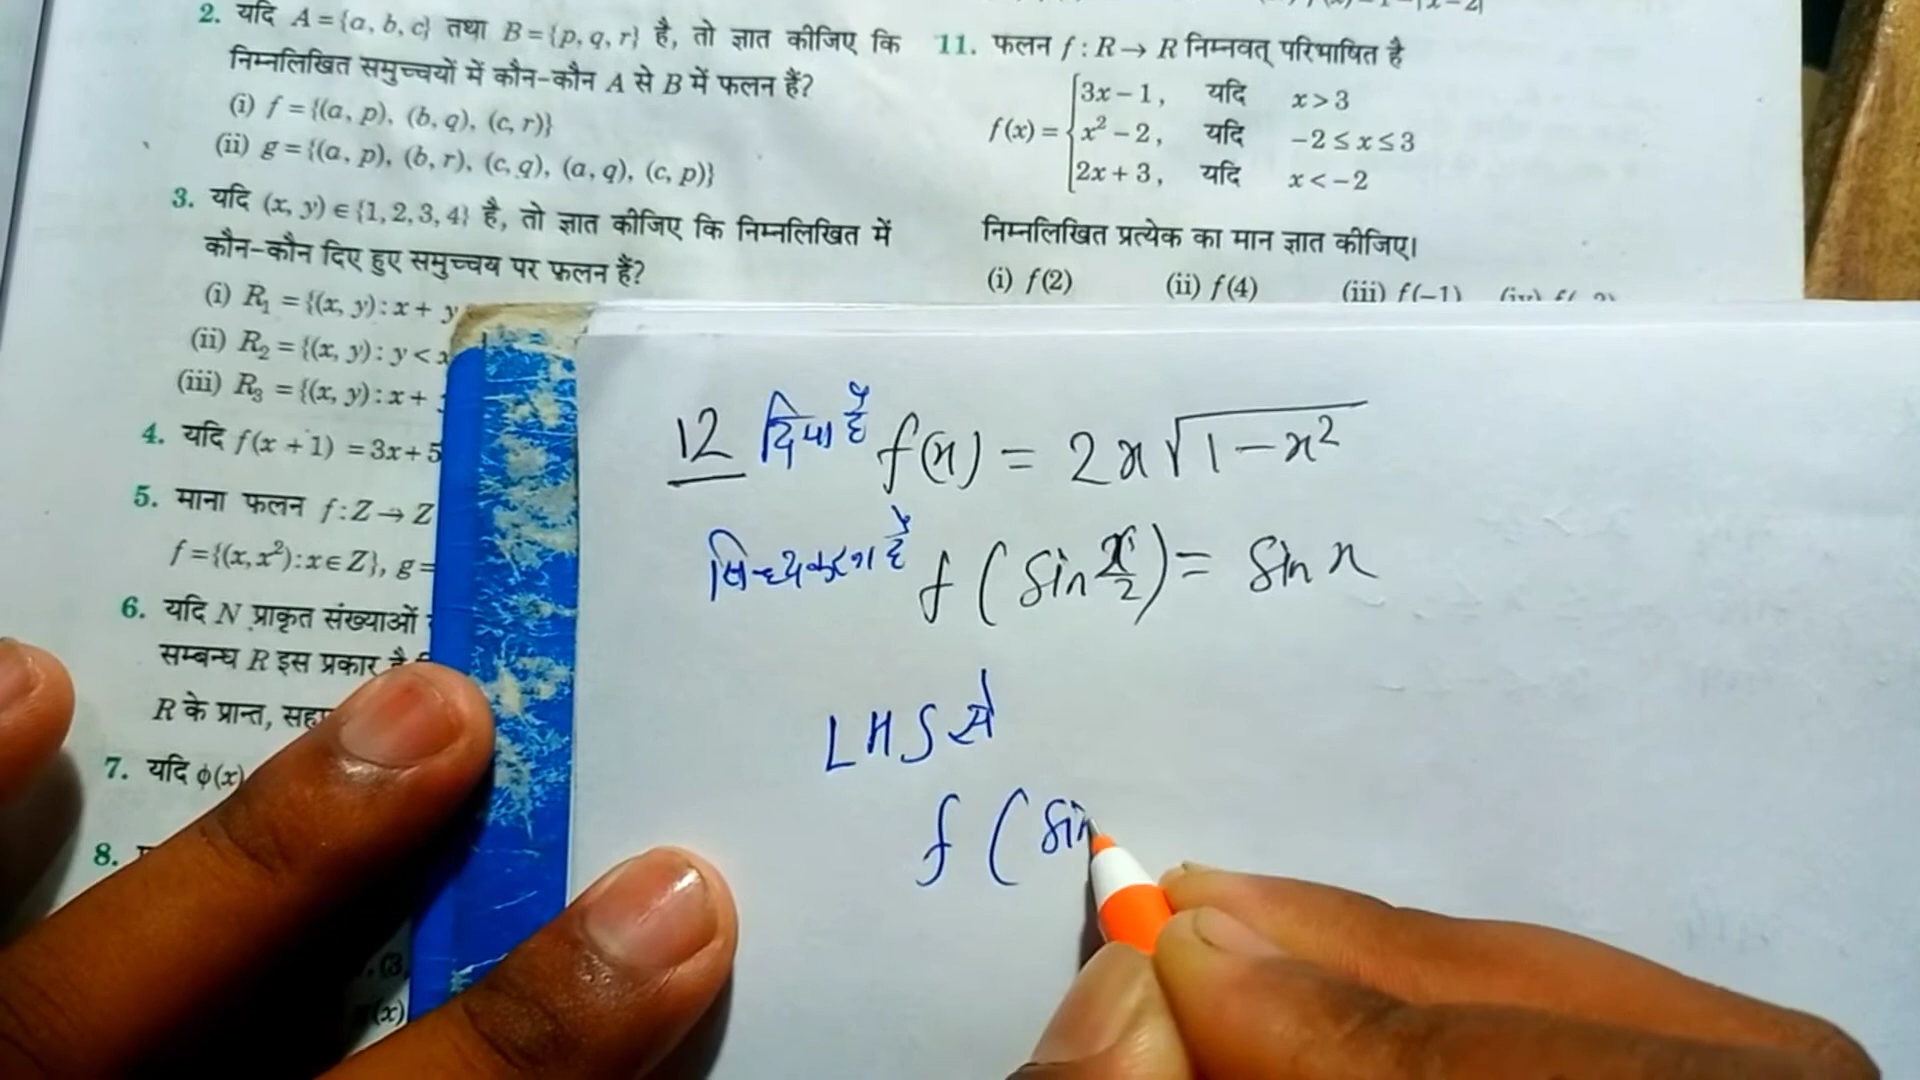 2. यदि A={a, b, c} तथा B={p, q, r} है, तो ज्ञात कीजिए कि
निम्नलिखित समुच्चयों में कौन-कौन A से B में फलन हैं?
(i) f={(a, p), (b, q), (c, r)}
(ii) g={(a, p), (b, r), (c, q), (a, q), (c, p)}
3. यदि (x, y)∈{1, 2, 3, 4} है, तो ज्ञात कीजिए कि निम्नलिखित में
कौन-कौन दिए हुए समुच्चय पर फलन हैं?
(i) R₁ = {(x, y): x + y
(ii) R₂ = {(x, y): y < x
(iii) R₃ = {(x, y): x +
4. यदि f(x + 1) = 3x + 5
5. माना फलन f:Z→Z
f={(x, x²): x∈Z}, g=
6. यदि N प्राकृत संख्याओं
सम्बन्ध R इस प्रकार है
R के प्रान्त,
7. यदि ϕ(x)
8.
11. फलन f : R → R निम्नवत् परिभाषित है
f(x) = {3x − 1, यदि x > 3
x² − 2, यदि −2 ≤ x ≤ 3
2x + 3, यदि x < −2
निम्नलिखित प्रत्येक का मान ज्ञात कीजिए।
(i) f(2) (ii) f(4) (iii) f(−1)
12 दिया है f(x) = 2x√1−x²
सिध्द करना है f(sin x/2) = sin x
LHS से
f(sin